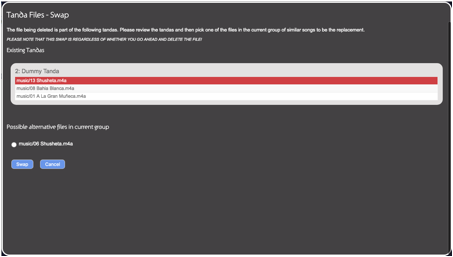 Tanda Files - Swap
The file being deleted is part of the following tandas. Please review the tandas and then pick one of the files in the current group of similar songs to be the replacement.
PLEASE NOTE THAT THIS SWAP IS REGARDLESS OF WHETHER YOU GO AHEAD AND DELETE THE FILE!
Existing Tandas
2: Dummy Tanda
music/13 Shusheta.m4a
music/08 Bahia Blanca.m4a
music/01 A La Gran Muñeca.m4a
Possible alternative files in current group
music/06 Shusheta.m4a
Swap
Cancel